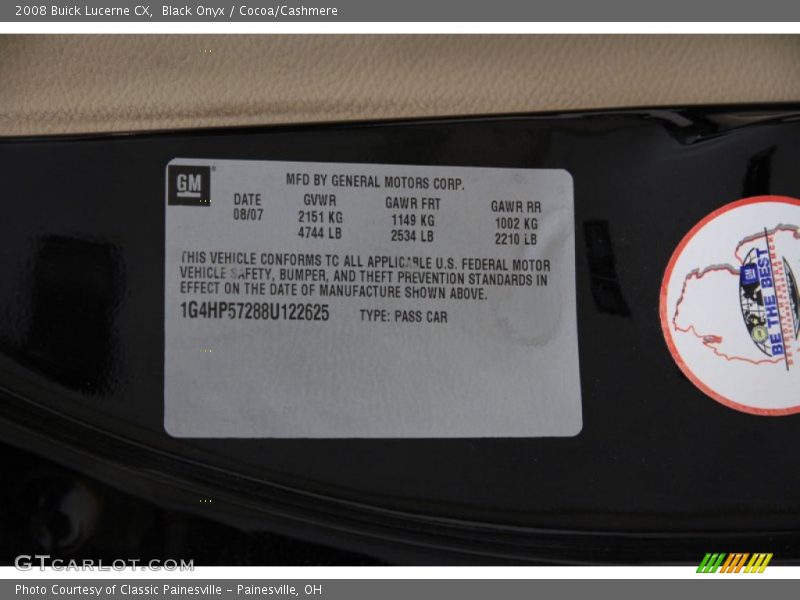 2008 Buick Lucerne CX, Black Onyx / Cocoa/Cashmere
GM
MFD BY GENERAL MOTORS CORP.
DATE GVWR GAWR FRT GAWR RR
08/07 2151 KG 1149 KG 1002 KG
4744 LB 2534 LB 2210 LB
THIS VEHICLE CONFORMS TO ALL APPLICABLE U.S. FEDERAL MOTOR
VEHICLE SAFETY, BUMPER, AND THEFT PREVENTION STANDARDS IN
EFFECT ON THE DATE OF MANUFACTURE SHOWN ABOVE.
1G4HP57288U122625 TYPE: PASS CAR
GM
BE THE BEST
GTCARLOT.COM
Photo Courtesy of Classic Painesville - Painesville, OH